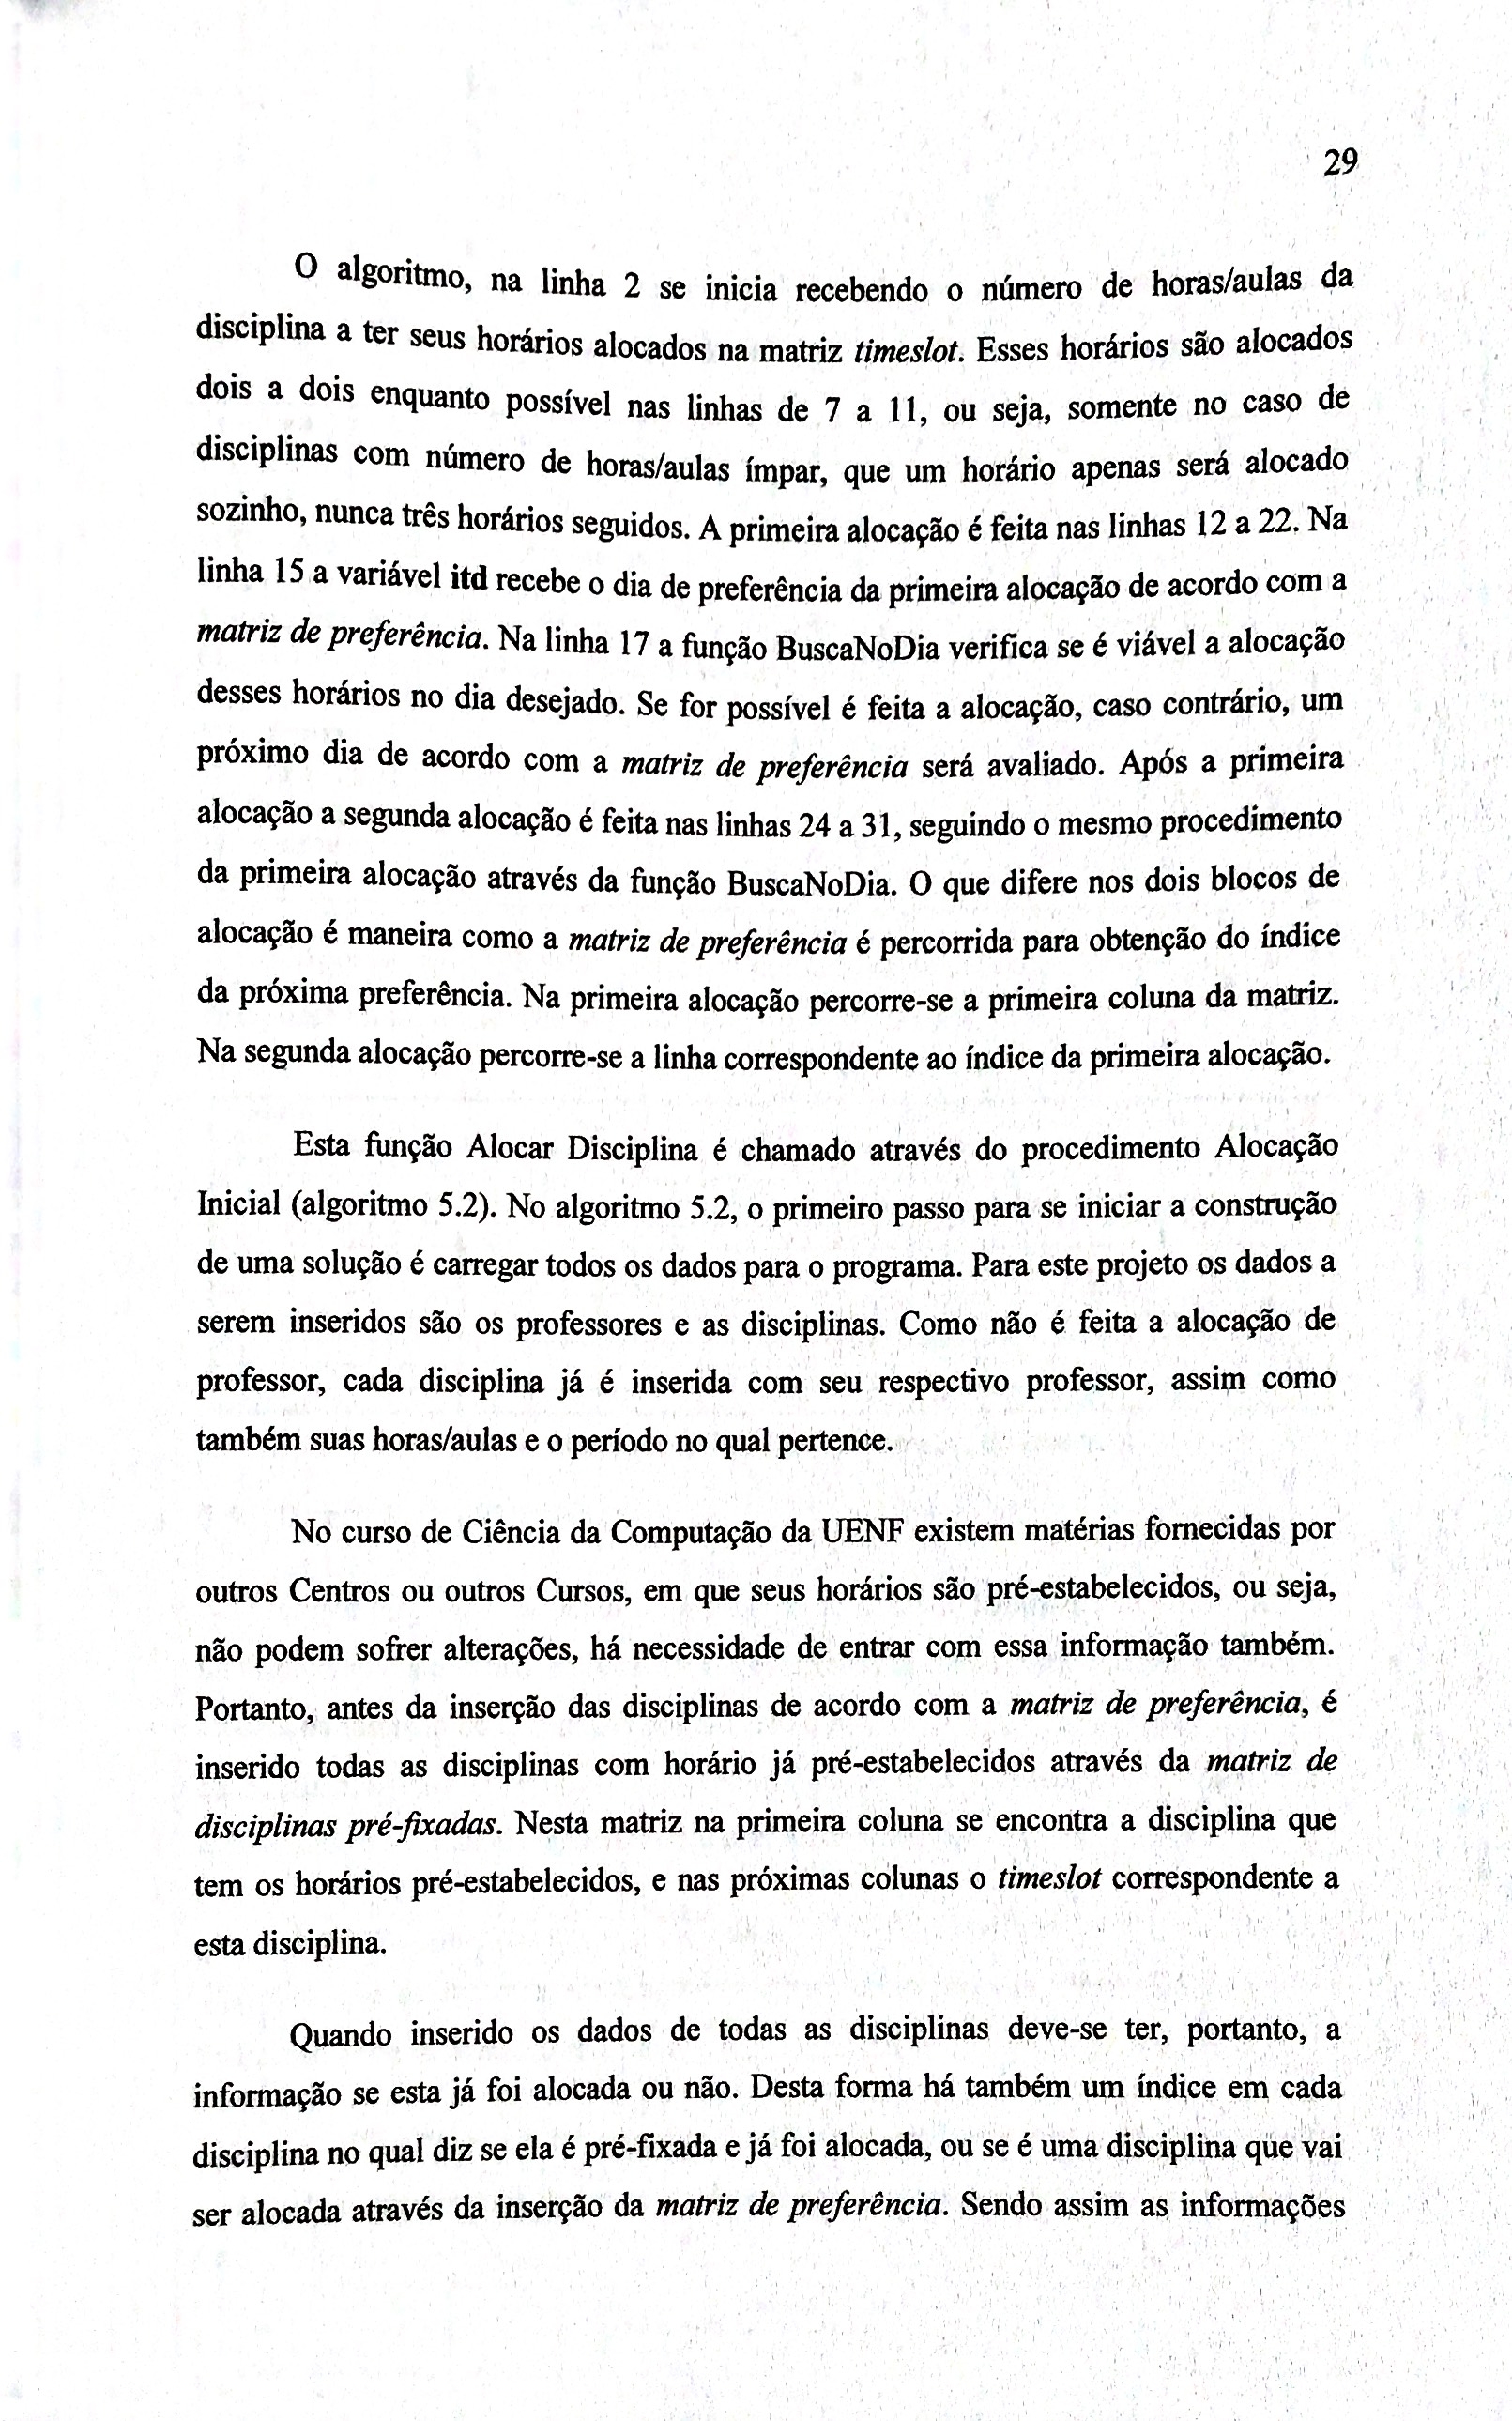 29
O algoritmo, na linha 2 se inicia recebendo o número de horas/aulas da
disciplina a ter seus horários alocados na matriz timeslot. Esses horários são alocados
dois a dois enquanto possível nas linhas de 7 a 11, ou seja, somente no caso de
disciplinas com número de horas/aulas ímpar, que um horário apenas será alocado
sozinho, nunca três horários seguidos. A primeira alocação é feita nas linhas 12 a 22. Na
linha 15 a variável itd recebe o dia de preferência da primeira alocação de acordo com a
matriz de preferência. Na linha 17 a função BuscaNoDia verifica se é viável a alocação
desses horários no dia desejado. Se for possível é feita a alocação, caso contrário, um
próximo dia de acordo com a matriz de preferência será avaliado. Após a primeira
alocação a segunda alocação é feita nas linhas 24 a 31, seguindo o mesmo procedimento
da primeira alocação através da função BuscaNoDia. O que difere nos dois blocos de
alocação é maneira como a matriz de preferência é percorrida para obtenção do índice
da próxima preferência. Na primeira alocação percorre-se a primeira coluna da matriz.
Na segunda alocação percorre-se a linha correspondente ao índice da primeira alocação.
Esta função Alocar Disciplina é chamado através do procedimento Alocação
Inicial (algoritmo 5.2). No algoritmo 5.2, o primeiro passo para se iniciar a construção
de uma solução é carregar todos os dados para o programa. Para este projeto os dados a
serem inseridos são os professores e as disciplinas. Como não é feita a alocação de
professor, cada disciplina já é inserida com seu respectivo professor, assim como
também suas horas/aulas e o período no qual pertence.
No curso de Ciência da Computação da UENF existem matérias fornecidas por
outros Centros ou outros Cursos, em que seus horários são pré-estabelecidos, ou seja,
não podem sofrer alterações, há necessidade de entrar com essa informação também.
Portanto, antes da inserção das disciplinas de acordo com a matriz de preferência, é
inserido todas as disciplinas com horário já pré-estabelecidos através da matriz de
disciplinas pré-fixadas. Nesta matriz na primeira coluna se encontra a disciplina que
tem os horários pré-estabelecidos, e nas próximas colunas o timeslot correspondente a
esta disciplina.
Quando inserido os dados de todas as disciplinas deve-se ter, portanto, a
informação se esta já foi alocada ou não. Desta forma há também um índice em cada
disciplina no qual diz se ela é pré-fixada e já foi alocada, ou se é uma disciplina que vai
ser alocada através da inserção da matriz de preferência. Sendo assim as informações